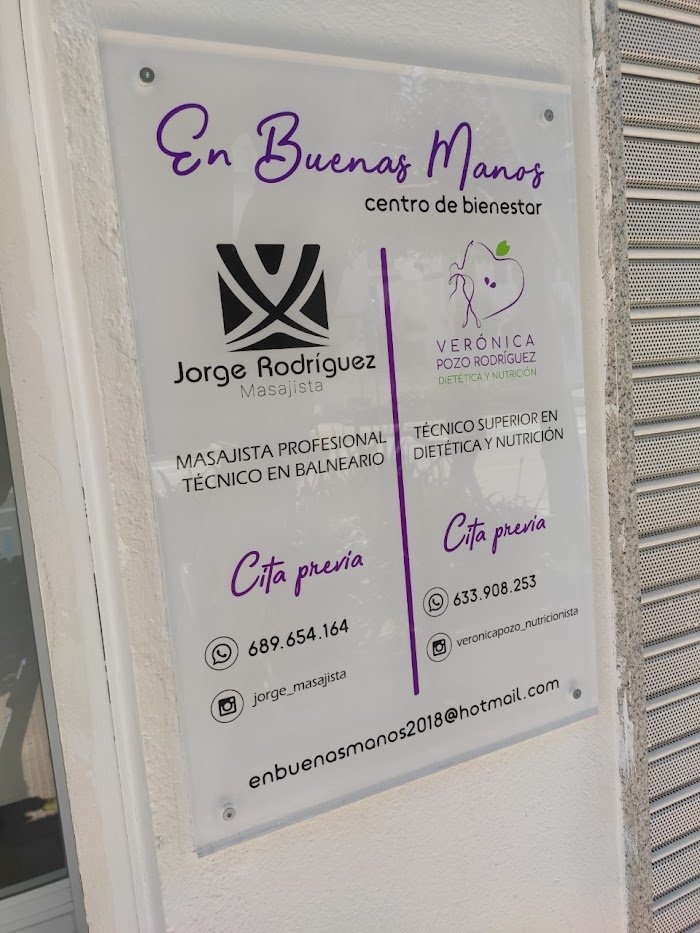 En Buenas Manos
centro de bienestar
Jorge Rodríguez
Masajista
MASAJISTA PROFESIONAL
TÉCNICO EN BALNEARIO
Cita previa
689.654.164
jorge_masajista
VERÓNICA
POZO RODRÍGUEZ
DIETÉTICA Y NUTRICIÓN
TÉCNICO SUPERIOR EN
DIETÉTICA Y NUTRICIÓN
Cita previa
633.908.253
veronicapozo_nutricionista
enbuenasmanos2018@hotmail.com